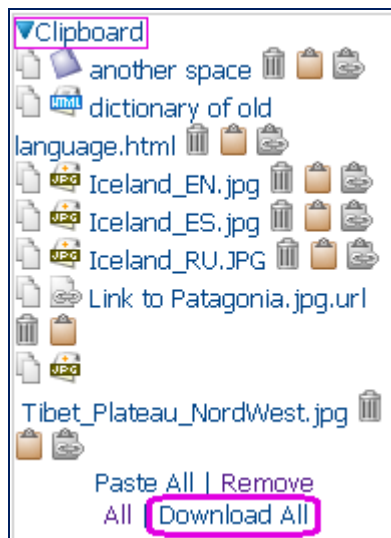 Clipboard
another space
dictionary of old
language.html
Iceland_EN.jpg
Iceland_ES.jpg
Iceland_RU.JPG
Link to Patagonia.jpg.url
Tibet_Plateau_NordWest.jpg
Paste All | Remove
All | Download All